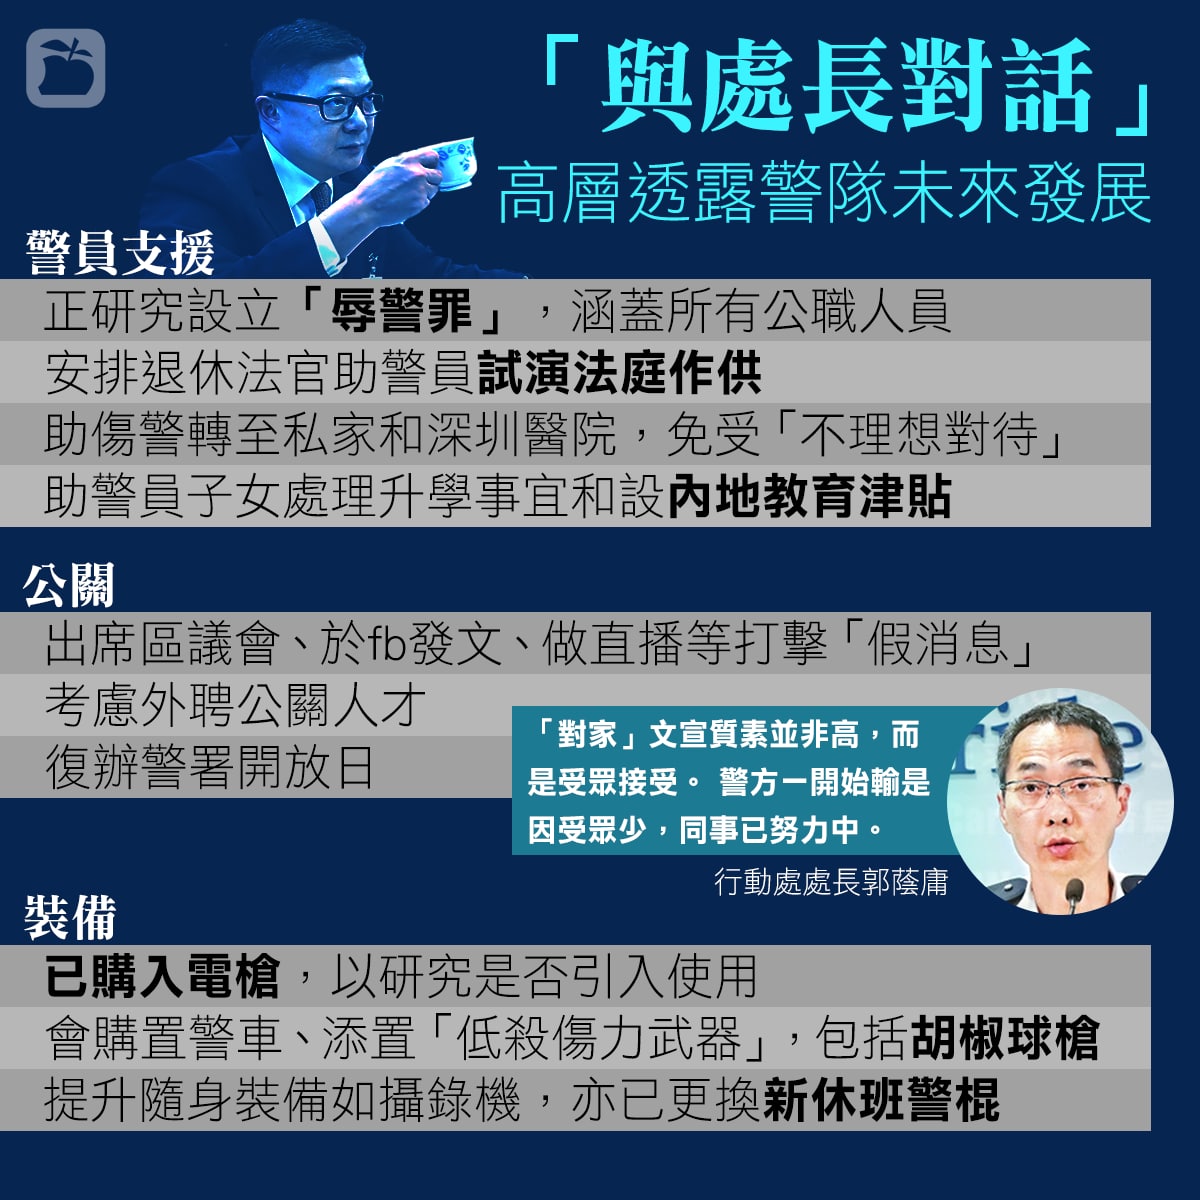 「與處長對話」
高層透露警隊未來發展
警員支援
正研究設立「辱警罪」，涵蓋所有公職人員
安排退休法官助警員試演法庭作供
助傷警轉至私家和深圳醫院，免受「不理想對待」
助警員子女處理升學事宜和設內地教育津貼
公關
出席區議會、於fb發文、做直播等打擊「假消息」
考慮外聘公關人才
復辦警署開放日
「對家」文宣質素並非高，而
是受眾接受。 警方一開始輸是
因受眾少，同事已努力中。
行動處處長郭蔭庶
裝備
已購入電槍，以研究是否引入使用
會購置警車、添置「低殺傷力武器」，包括胡椒球槍
提升隨身裝備如攝錄機，亦已更換新休班警棍